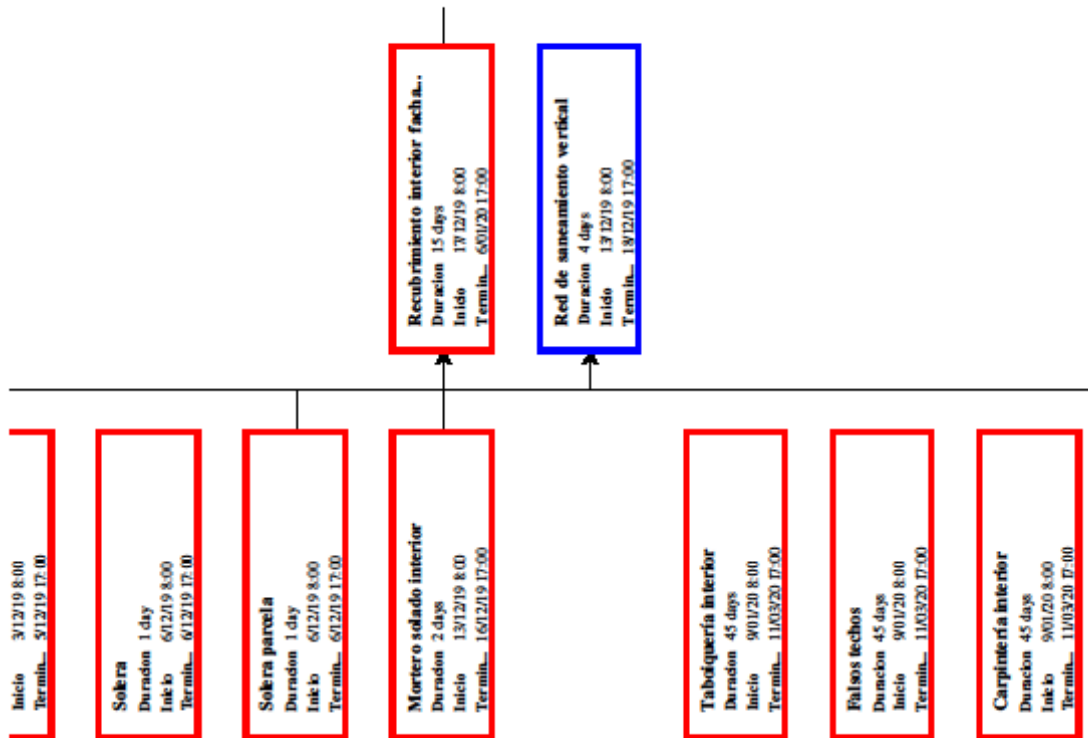 Recubrimiento interior facha...
Duracion 15 days
Inicio 17/12/19 8:00
Termin... 6/01/20 17:00
Red de saneamiento vertical
Duracion 4 days
Inicio 13/12/19 8:00
Termin... 18/12/19 17:00
Inicio 3/12/19 8:00
Termin... 5/12/19 17:00
Solera
Duracion 1 day
Inicio 6/12/19 8:00
Termin... 6/12/19 17:00
Solera parcela
Duracion 1 day
Inicio 6/12/19 8:00
Termin... 6/12/19 17:00
Mortero solado interior
Duracion 2 days
Inicio 13/12/19 8:00
Termin... 16/12/19 17:00
Tabaiquería interior
Duracion 45 days
Inicio 9/01/20 8:00
Termin... 11/03/20 17:00
Falsos techos
Duracion 45 days
Inicio 9/01/20 8:00
Termin... 11/03/20 17:00
Carpintería interior
Duracion 45 days
Inicio 9/01/20 8:00
Termin... 11/03/20 17:00